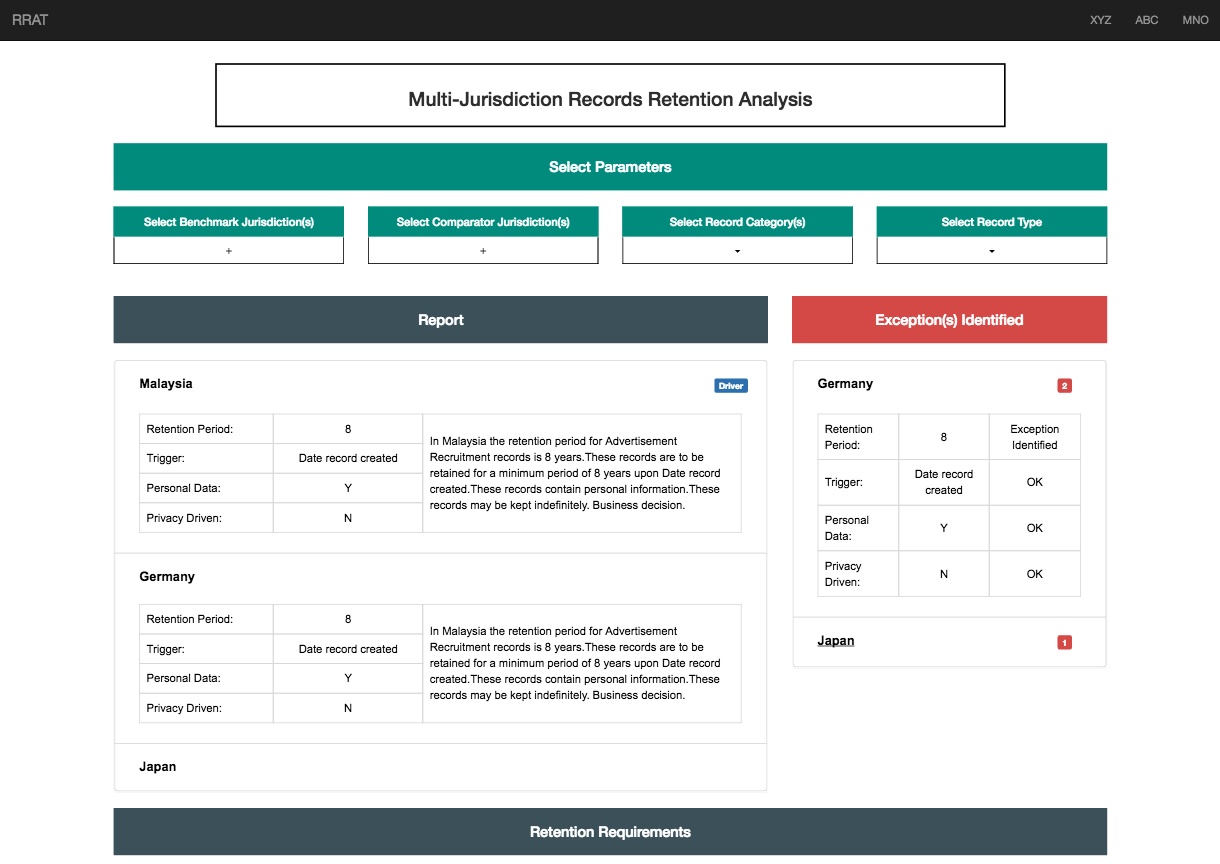 RRAT XYZ ABC MNO
Multi-Jurisdiction Records Retention Analysis
Select Parameters
Select Benchmark Jurisdiction(s)
+
Select Comparator Jurisdiction(s)
+
Select Record Category(s)
Select Record Type
Report
Malaysia Driver
Retention Period: 8
Trigger: Date record created
Personal Data: Y
Privacy Driven: N
In Malaysia the retention period for Advertisement
Recruitment records is 8 years.These records are to be
retained for a minimum period of 8 years upon Date record
created.These records contain personal information.These
records may be kept indefinitely. Business decision.
Germany
Retention Period: 8
Trigger: Date record created
Personal Data: Y
Privacy Driven: N
In Malaysia the retention period for Advertisement
Recruitment records is 8 years.These records are to be
retained for a minimum period of 8 years upon Date record
created.These records contain personal information.These
records may be kept indefinitely. Business decision.
Japan
Exception(s) Identified
Germany 2
Retention
Period:
8
Exception
Identified
Trigger:
Date record
created
OK
Personal
Data:
Y
OK
Privacy
Driven:
N
OK
Japan 1
Retention Requirements